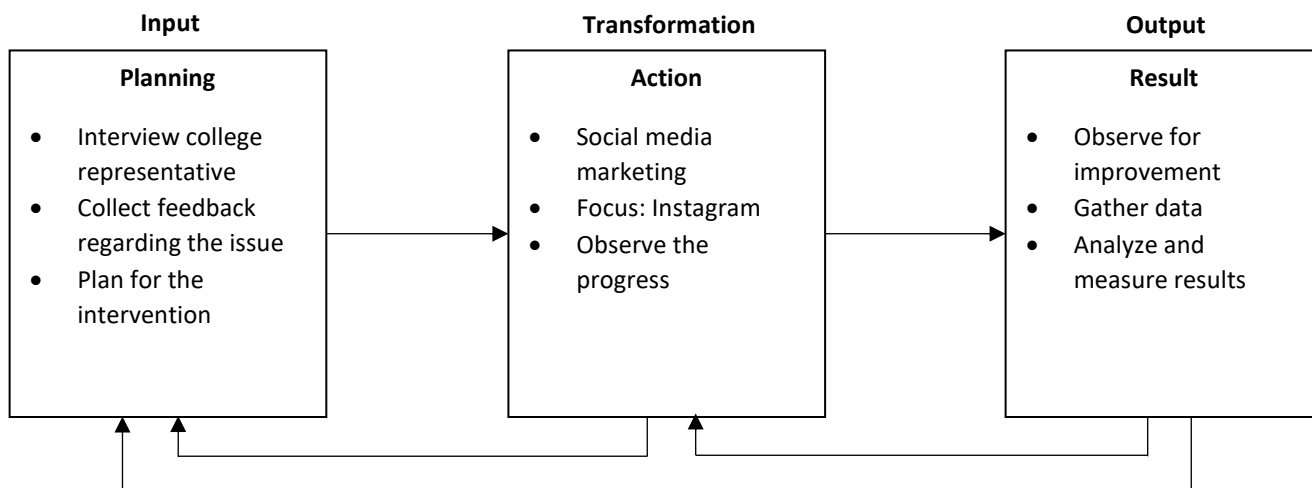 Input
Planning
• Interview college
representative
• Collect feedback
regarding the issue
• Plan for the
intervention
Transformation
Action
• Social media
marketing
• Focus: Instagram
• Observe the
progress
Output
Result
• Observe for
improvement
• Gather data
• Analyze and
measure results